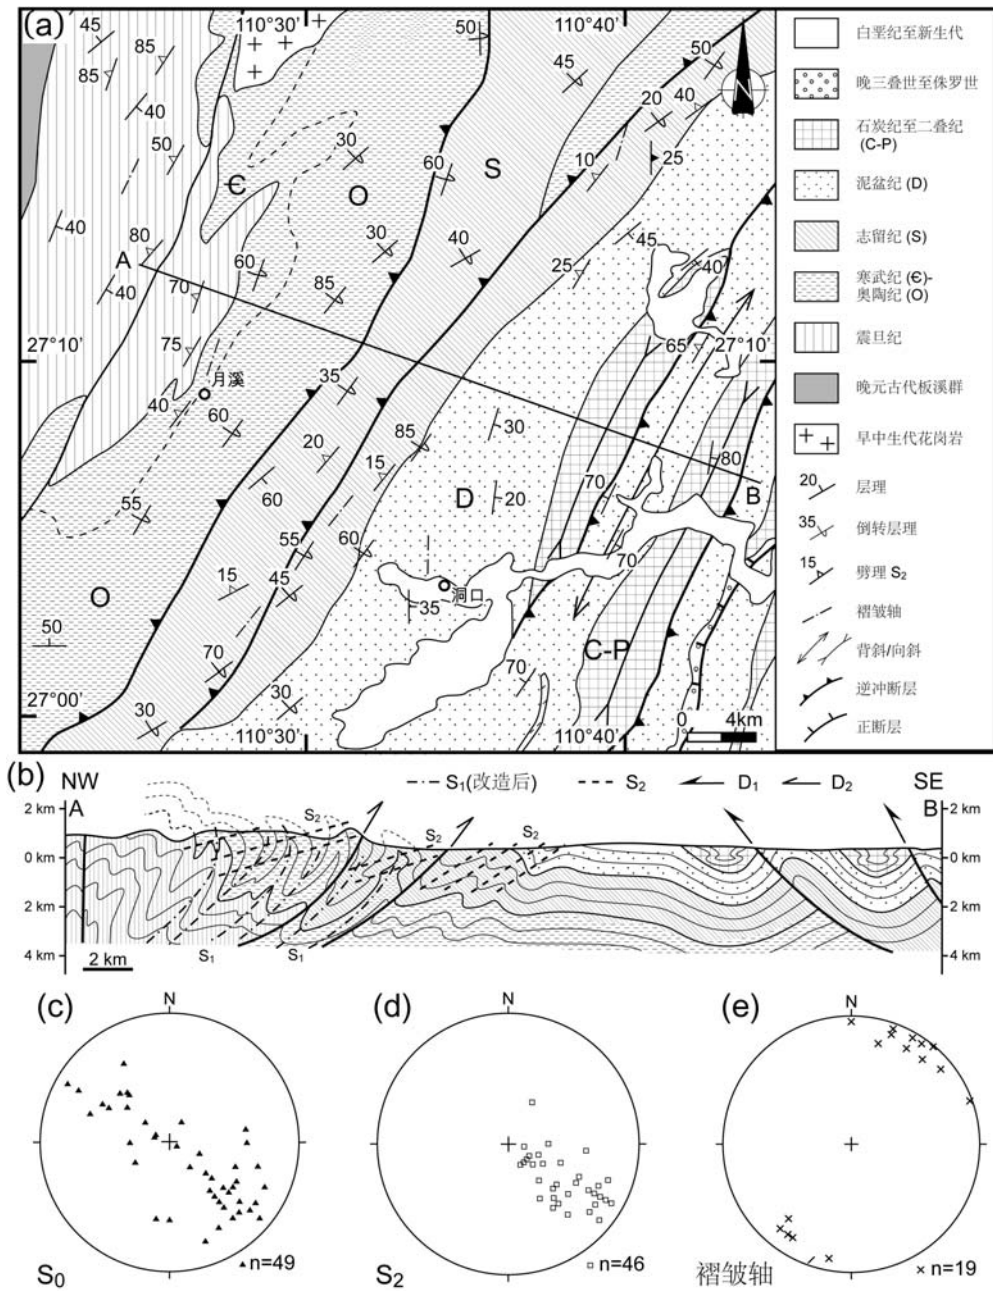 (a)
110°30′
110°40′
45
85
85
40
50
40
80
A
40
70
75
40
60
55
50
Є
O
30
30
60
85
50
60
S
45
40
10
20
50
40
25
45
25
40
27°10′
27°10′
月溪
35
20
60
15
85
30
65
80
B
D
20
70
70
55
60
45
15
70
30
30
O
35
洞口
C-P
70
27°00′
110°30′
110°40′
0 4km
N
白垩纪至新生代
晚三叠世至侏罗世
石炭纪至二叠纪
(C-P)
泥盆纪 (D)
志留纪 (S)
寒武纪 (Є)-
奥陶纪 (O)
震旦纪
晚元古代板溪群
早中生代花岗岩
20 层理
35 倒转层理
15 劈理 S₂
褶皱轴
背斜/向斜
逆冲断层
正断层
(b)
NW
SE
S₁(改造后)
S₂
D₁
D₂
A
B
2 km
0 km
2 km
4 km
2 km
0 km
2 km
4 km
S₂
S₂
S₂
S₁
S₁
2 km
(c)
N
S₀
n=49
(d)
N
S₂
n=46
(e)
N
褶皱轴
n=19